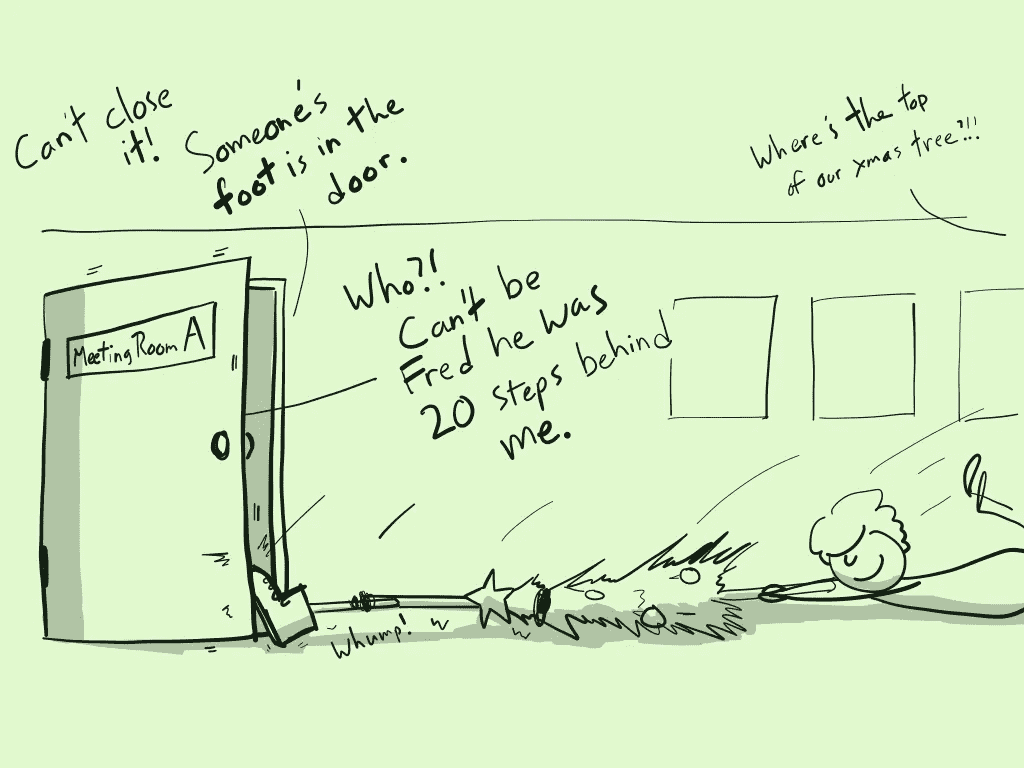 Can't close
it!
Someone's
foot is in the
door.
Where's the top
of our xmas tree?!!
Who?!
Can't be
Fred he was
20 steps behind
me.
Meeting Room A
Whump!